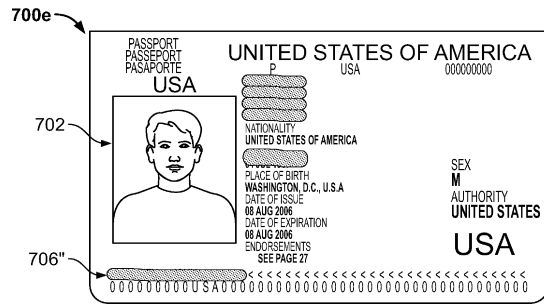 700e
PASSPORT
PASSEPORT
PASAPORTE
USA
UNITED STATES OF AMERICA
P USA 000000000
702
NATIONALITY
UNITED STATES OF AMERICA
PLACE OF BIRTH
WASHINGTON, D.C., U.S.A
DATE OF ISSUE
08 AUG 2006
DATE OF EXPIRATION
08 AUG 2006
ENDORSEMENTS
SEE PAGE 27
SEX
M
AUTHORITY
UNITED STATES
USA
706"